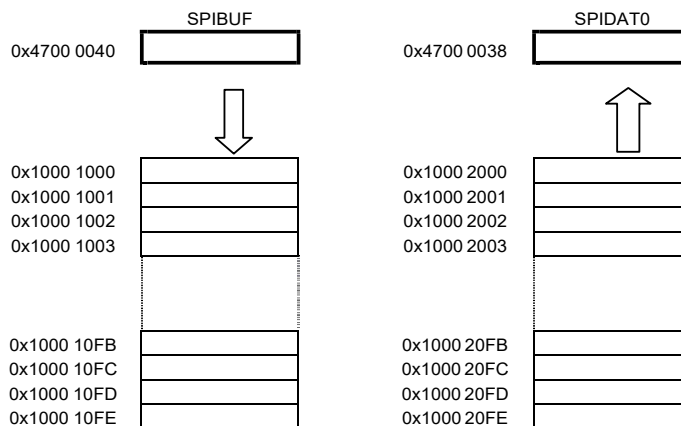 SPIBUF
0x4700 0040
0x1000 1000
0x1000 1001
0x1000 1002
0x1000 1003
0x1000 10FB
0x1000 10FC
0x1000 10FD
0x1000 10FE
SPIDAT0
0x4700 0038
0x1000 2000
0x1000 2001
0x1000 2002
0x1000 2003
0x1000 20FB
0x1000 20FC
0x1000 20FD
0x1000 20FE